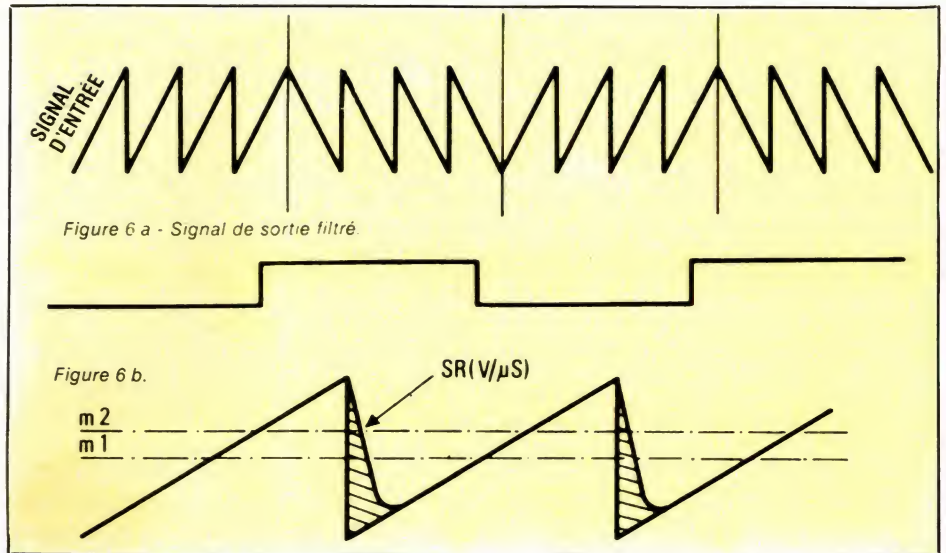 SIGNAL
D'ENTRÉE
Figure 6 a - Signal de sortie filtré.
Figure 6 b.
SR(V/µS)
m 2
m 1